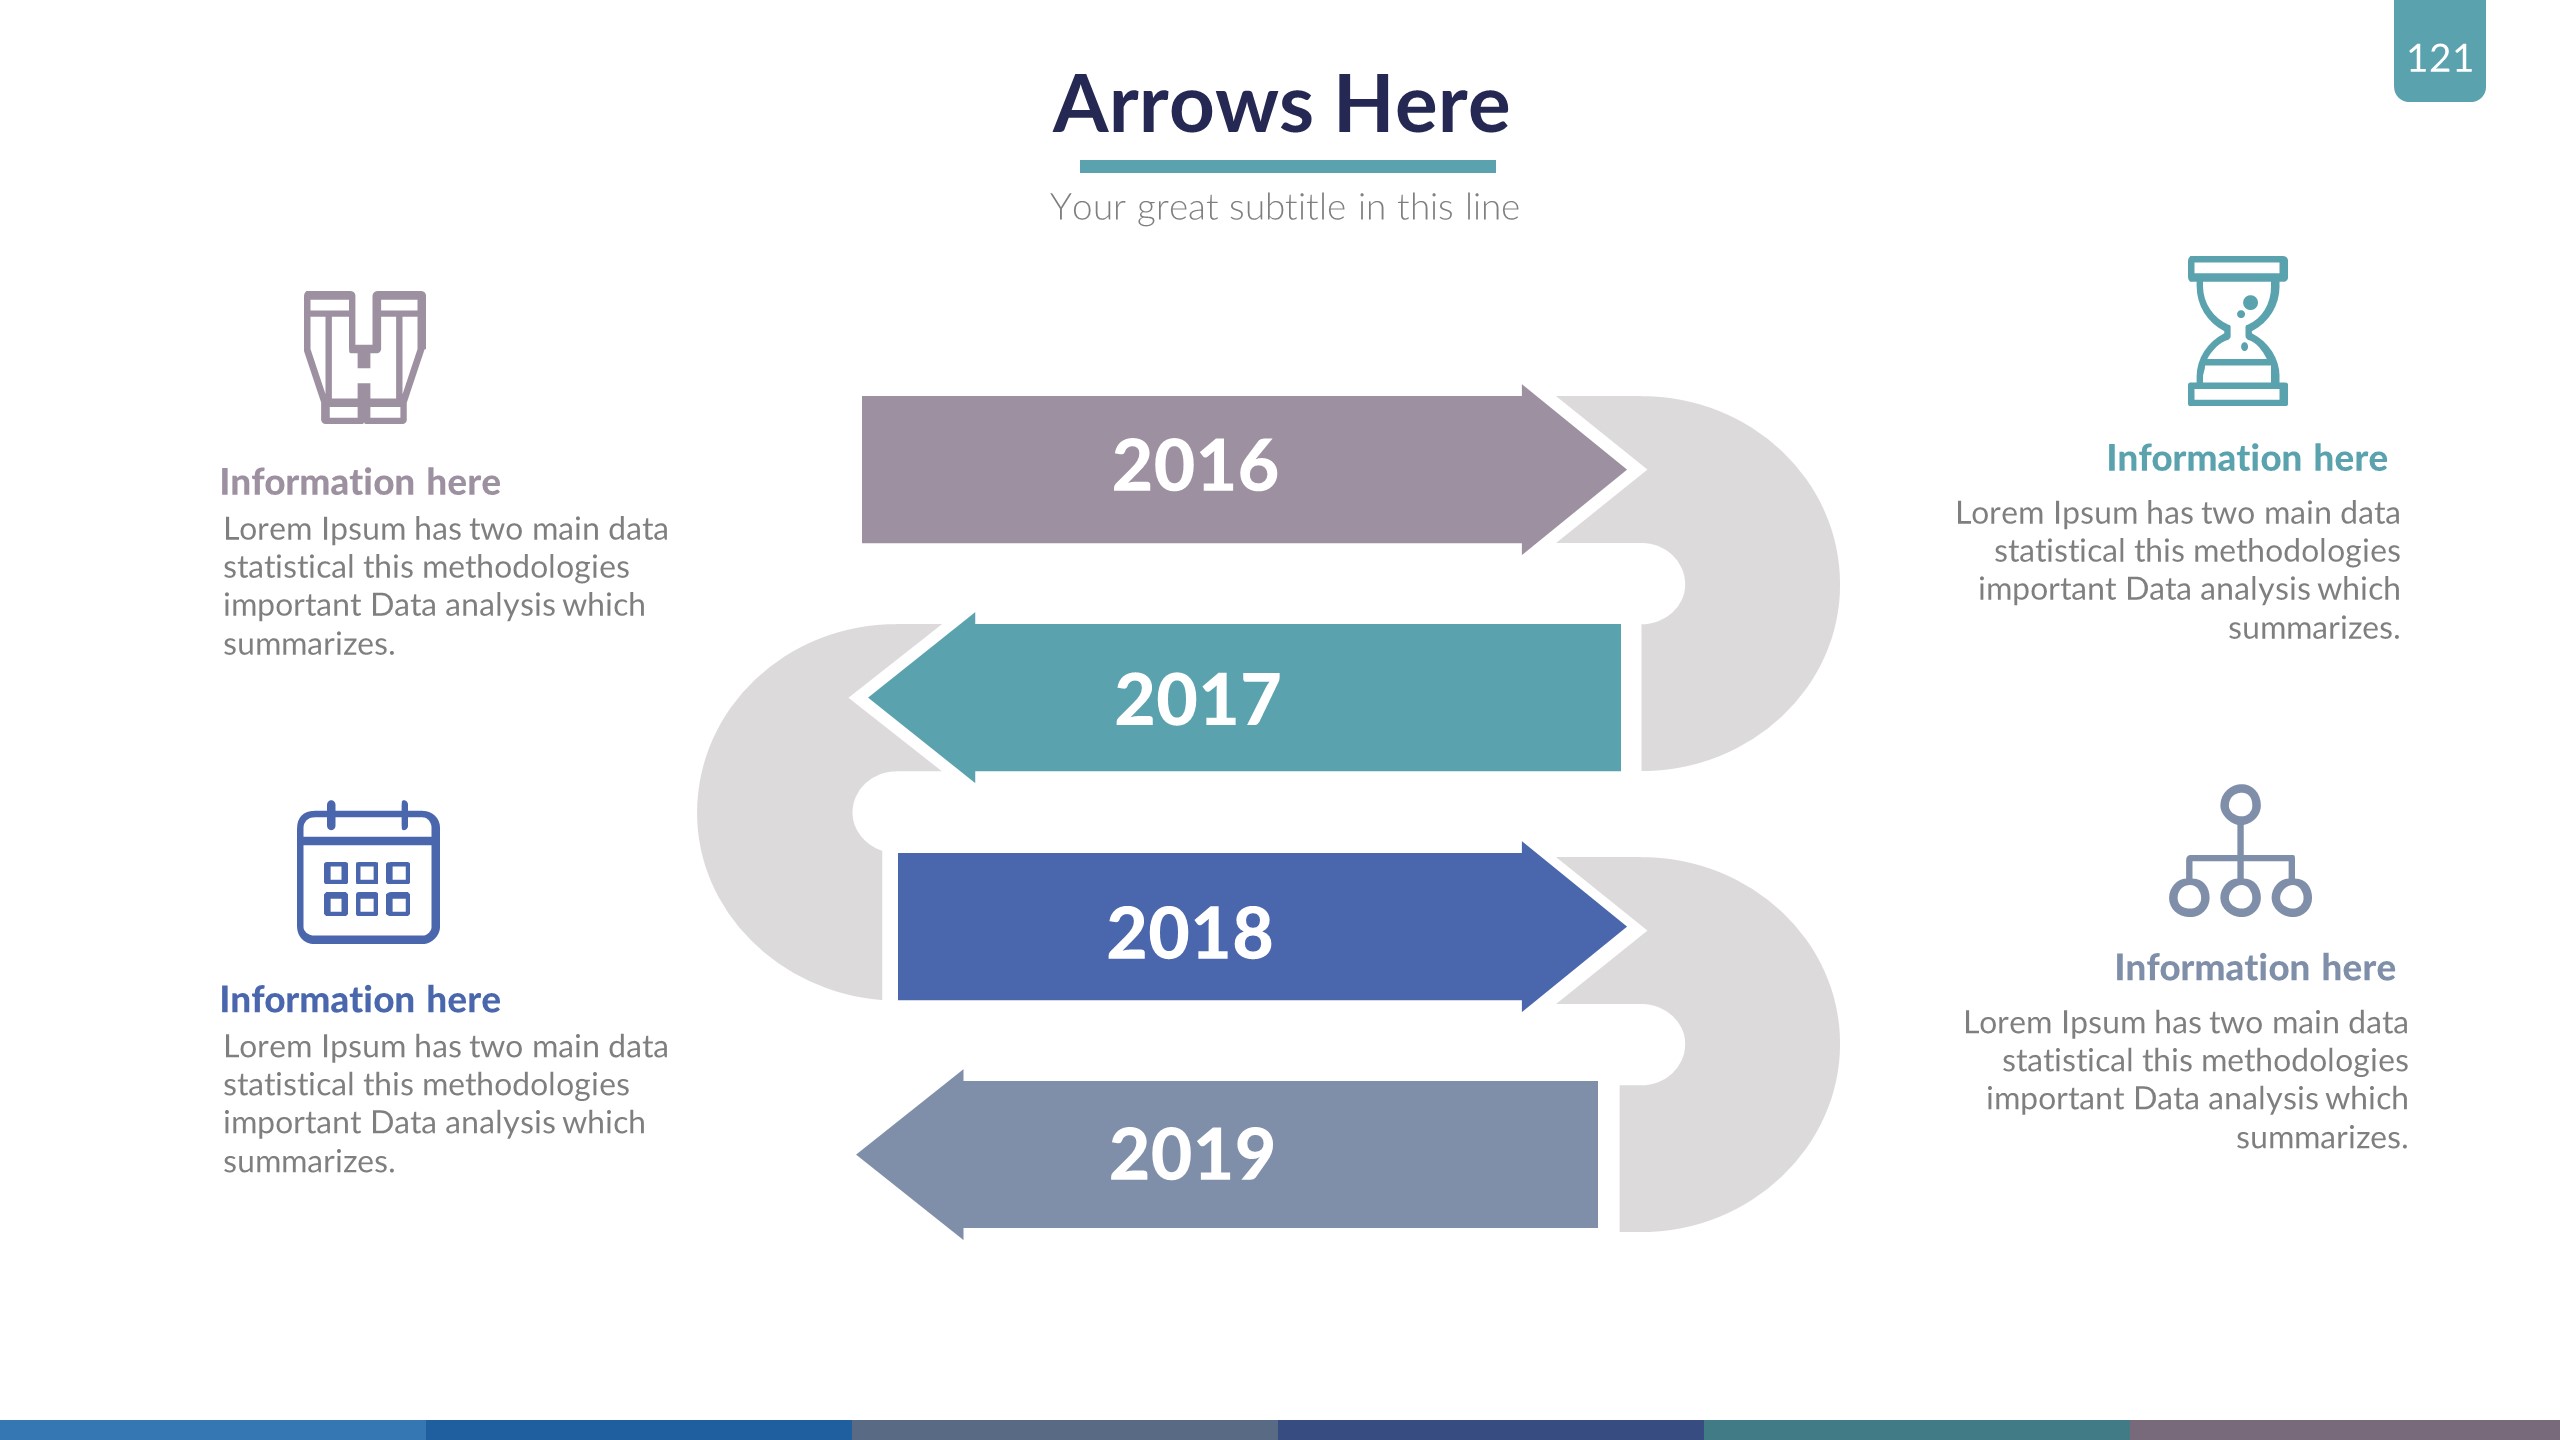 121
Arrows Here
Your great subtitle in this line
Information here
Lorem Ipsum has two main data
statistical this methodologies
important Data analysis which
summarizes.
Information here
Lorem Ipsum has two main data
statistical this methodologies
important Data analysis which
summarizes.
2016
2017
2018
2019
Information here
Lorem Ipsum has two main data
statistical this methodologies
important Data analysis which
summarizes.
Information here
Lorem Ipsum has two main data
statistical this methodologies
important Data analysis which
summarizes.